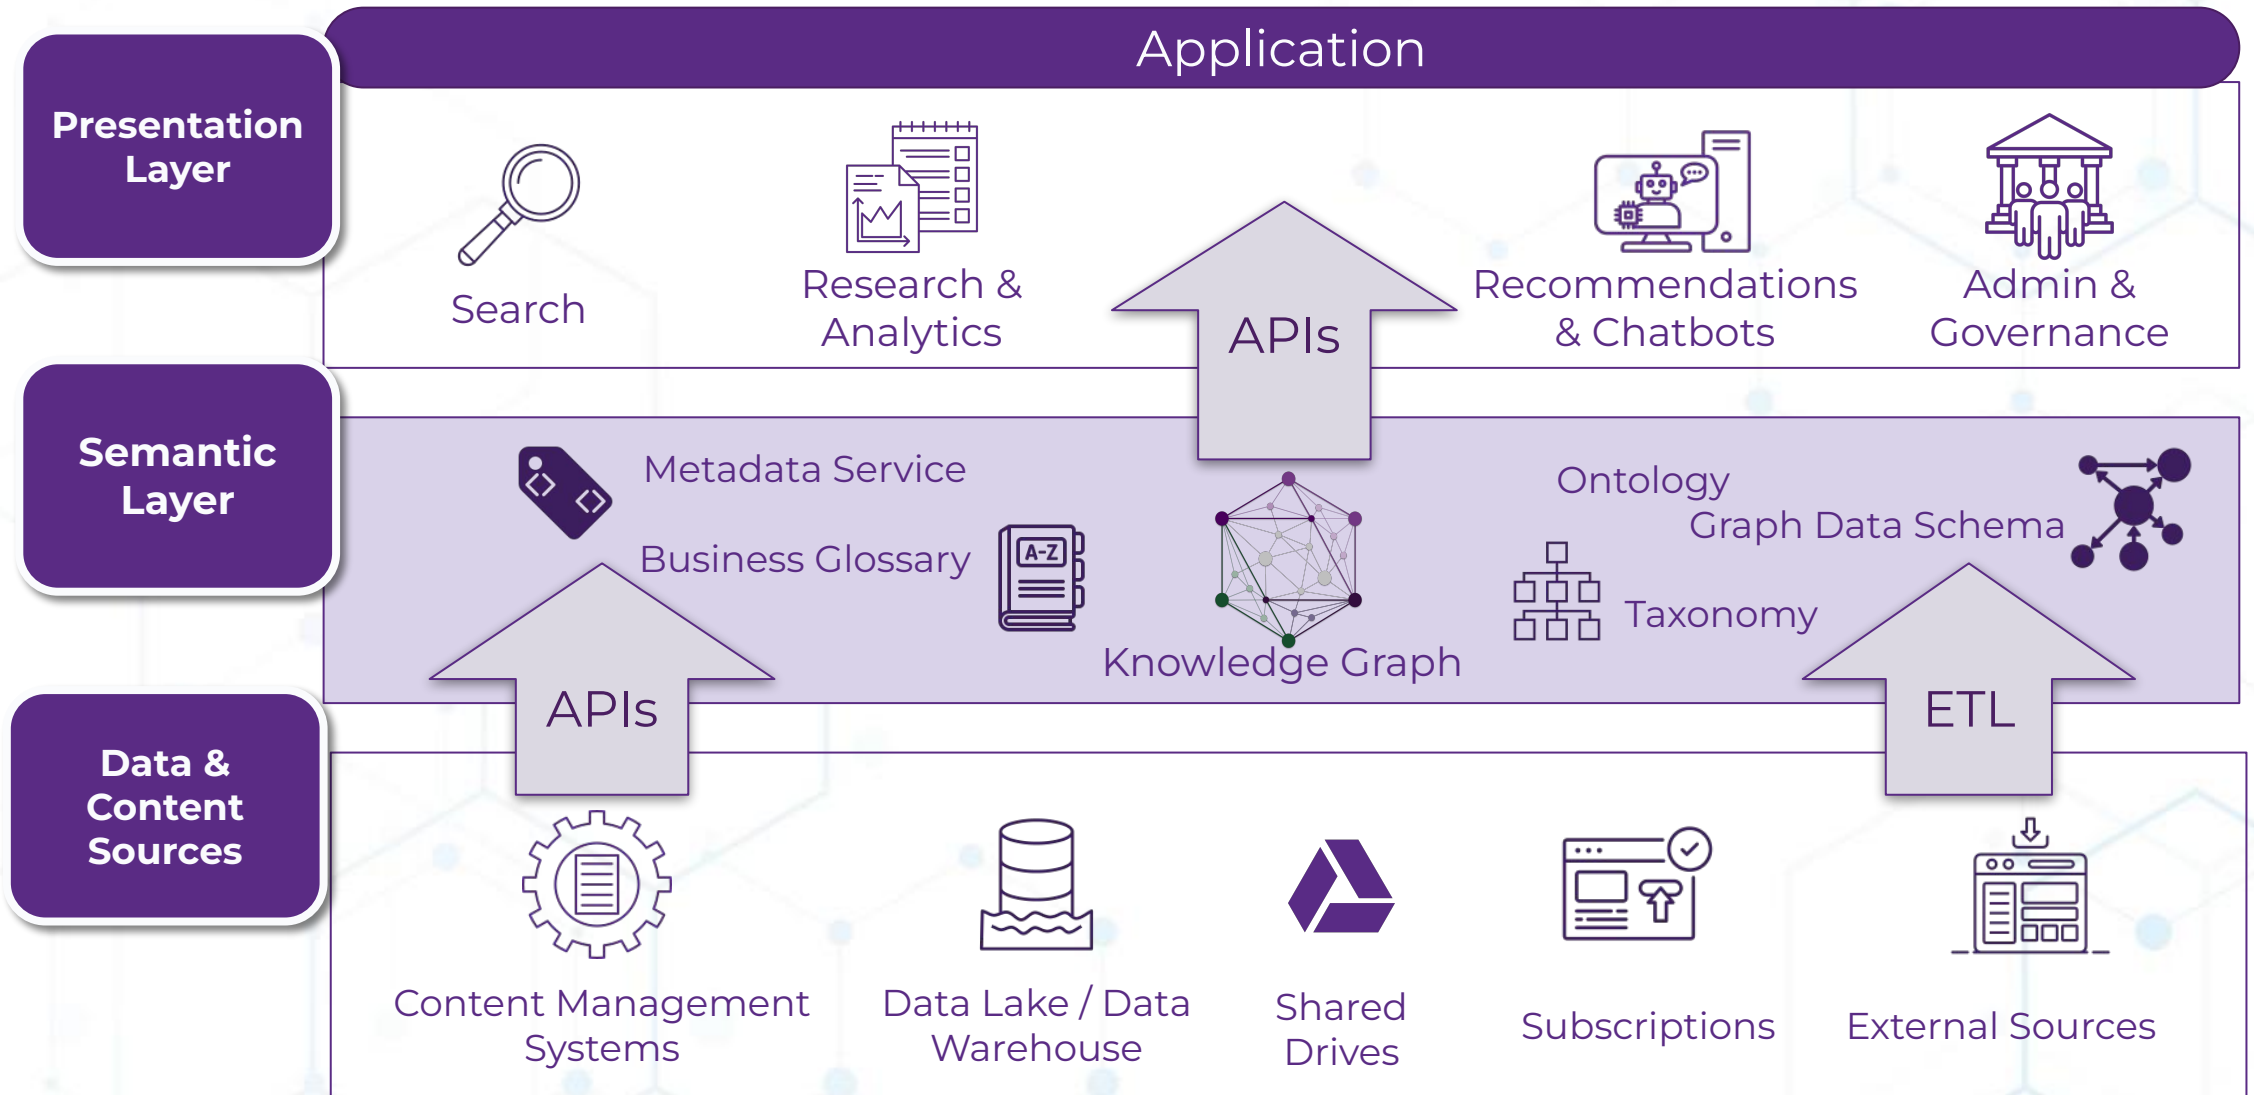 Application
Presentation
Layer
Search
Research &
Analytics
APIs
Recommendations
& Chatbots
Admin &
Governance
Semantic
Layer
Metadata Service
Business Glossary
A-Z
Knowledge Graph
Ontology
Graph Data Schema
Taxonomy
APIs
ETL
Data &
Content
Sources
Content Management
Systems
Data Lake / Data
Warehouse
Shared
Drives
Subscriptions
External Sources